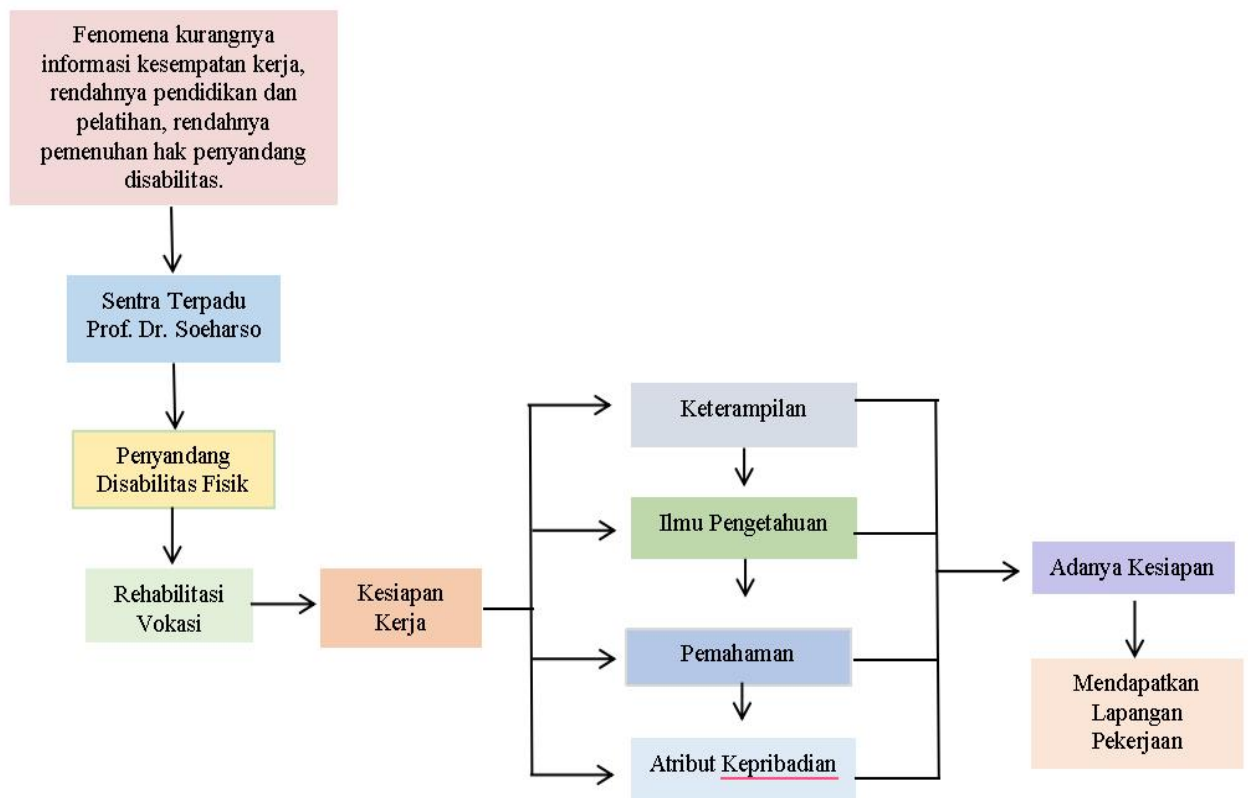 Fenomena kurangnya
informasi kesempatan kerja,
rendahnya pendidikan dan
pelatihan, rendahnya
pemenuhan hak penyandang
disabilitas.
Sentra Terpadu
Prof. Dr. Soeharso
Penyandang
Disabilitas Fisik
Rehabilitasi
Vokasi
Kesiapan
Kerja
Keterampilan
Ilmu Pengetahuan
Pemahaman
Atribut Kepribadian
Adanya Kesiapan
Mendapatkan
Lapangan
Pekerjaan